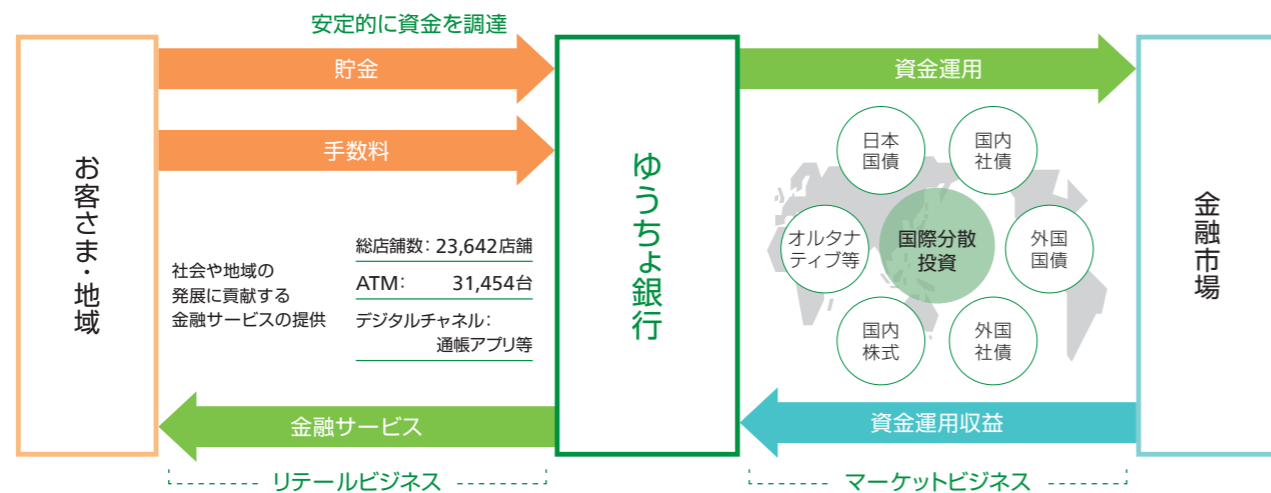 安定的に資金を調達
お客さま・地域
貯金
手数料
社会や地域の
発展に貢献する
金融サービスの提供
総店舗数：23,642店舗
ATM：　31,454台
デジタルチャネル：
通帳アプリ等
金融サービス
リテールビジネス
ゆうちょ銀行
資金運用
日本
国債
国内
社債
オルタナ
ティブ等
国際分散
投資
外国
国債
国内
株式
外国
社債
資金運用収益
マーケットビジネス
金融市場